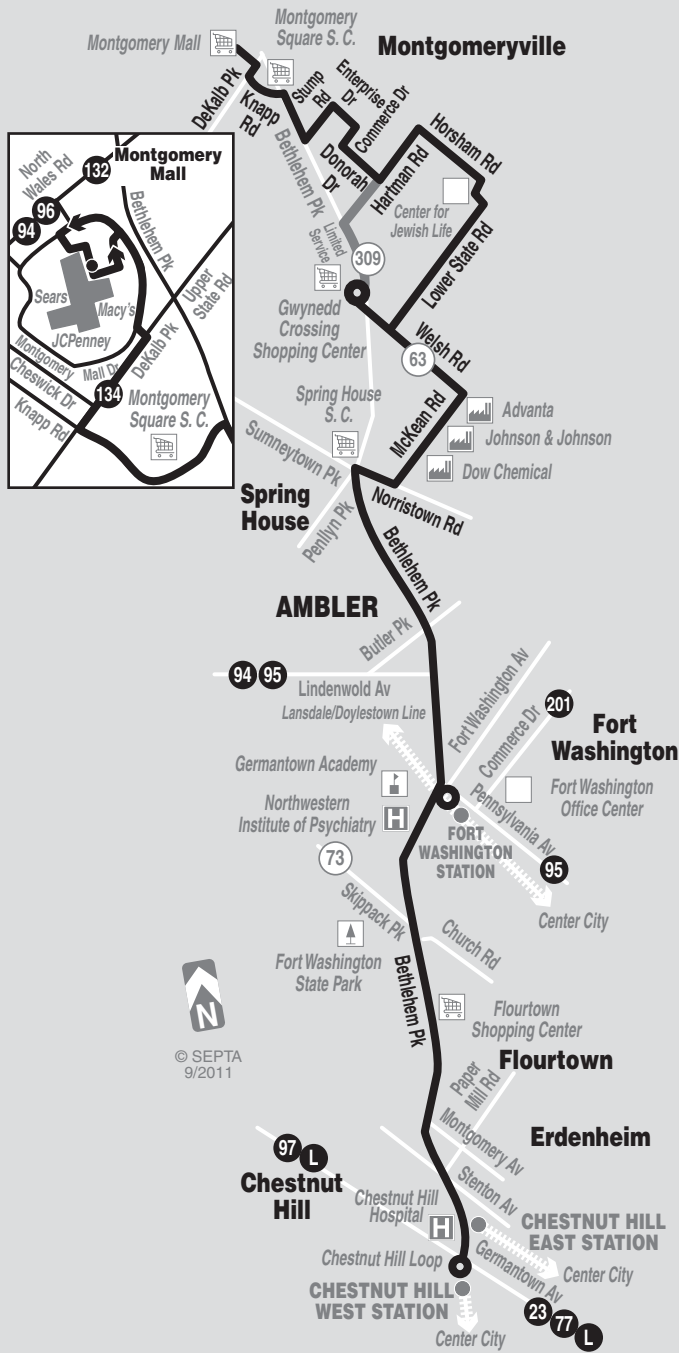 Montgomery
Square S. C.
Montgomery Mall
Montgomeryville
DeKalb Pk
Knapp
Rd
Stump
Rd
Enterprise
Dr
Commerce Dr
Donorah
Dr
Bethlehem Pk
Hartman Rd
Horsham Rd
Center for
Jewish Life
Lower State Rd
Limited
Service
309
Gwynedd
Crossing
Shopping Center
Welsh Rd
63
North
Wales Rd
132
Montgomery
Mall
96
94
Bethlehem Pk
Upper
State Rd
Sears
Macy's
JCPenney
DeKalb Pk
Montgomery
Mall Dr
Cheswick Dr
134
Knapp Rd
Montgomery
Square S. C.
Spring House
S. C.
McKean Rd
Advanta
Johnson & Johnson
Dow Chemical
Sumneytown Pk
Spring
House
Penllyn Pk
Norristown Rd
Bethlehem Pk
AMBLER
Butler Pk
94 95
Lindenwold Av
Lansdale/Doylestown Line
Fort Washington Av
Commerce Dr
201
Fort
Washington
Germantown Academy
Pennsylvania Av
Fort Washington
Office Center
Northwestern
Institute of Psychiatry
H
FORT
WASHINGTON
STATION
95
73
Skippack Pk
Center City
Church Rd
Fort Washington
State Park
Bethlehem Pk
N
© SEPTA
9/2011
Flourtown
Shopping Center
Flourtown
Paper
Mill Rd
Montgomery Av
Erdenheim
97 L
Chestnut
Hill
Stenton Av
Chestnut Hill
Hospital
H
CHESTNUT HILL
EAST STATION
Chestnut Hill Loop
Germantown Av
Center City
CHESTNUT HILL
WEST STATION
23 77 L
Center City